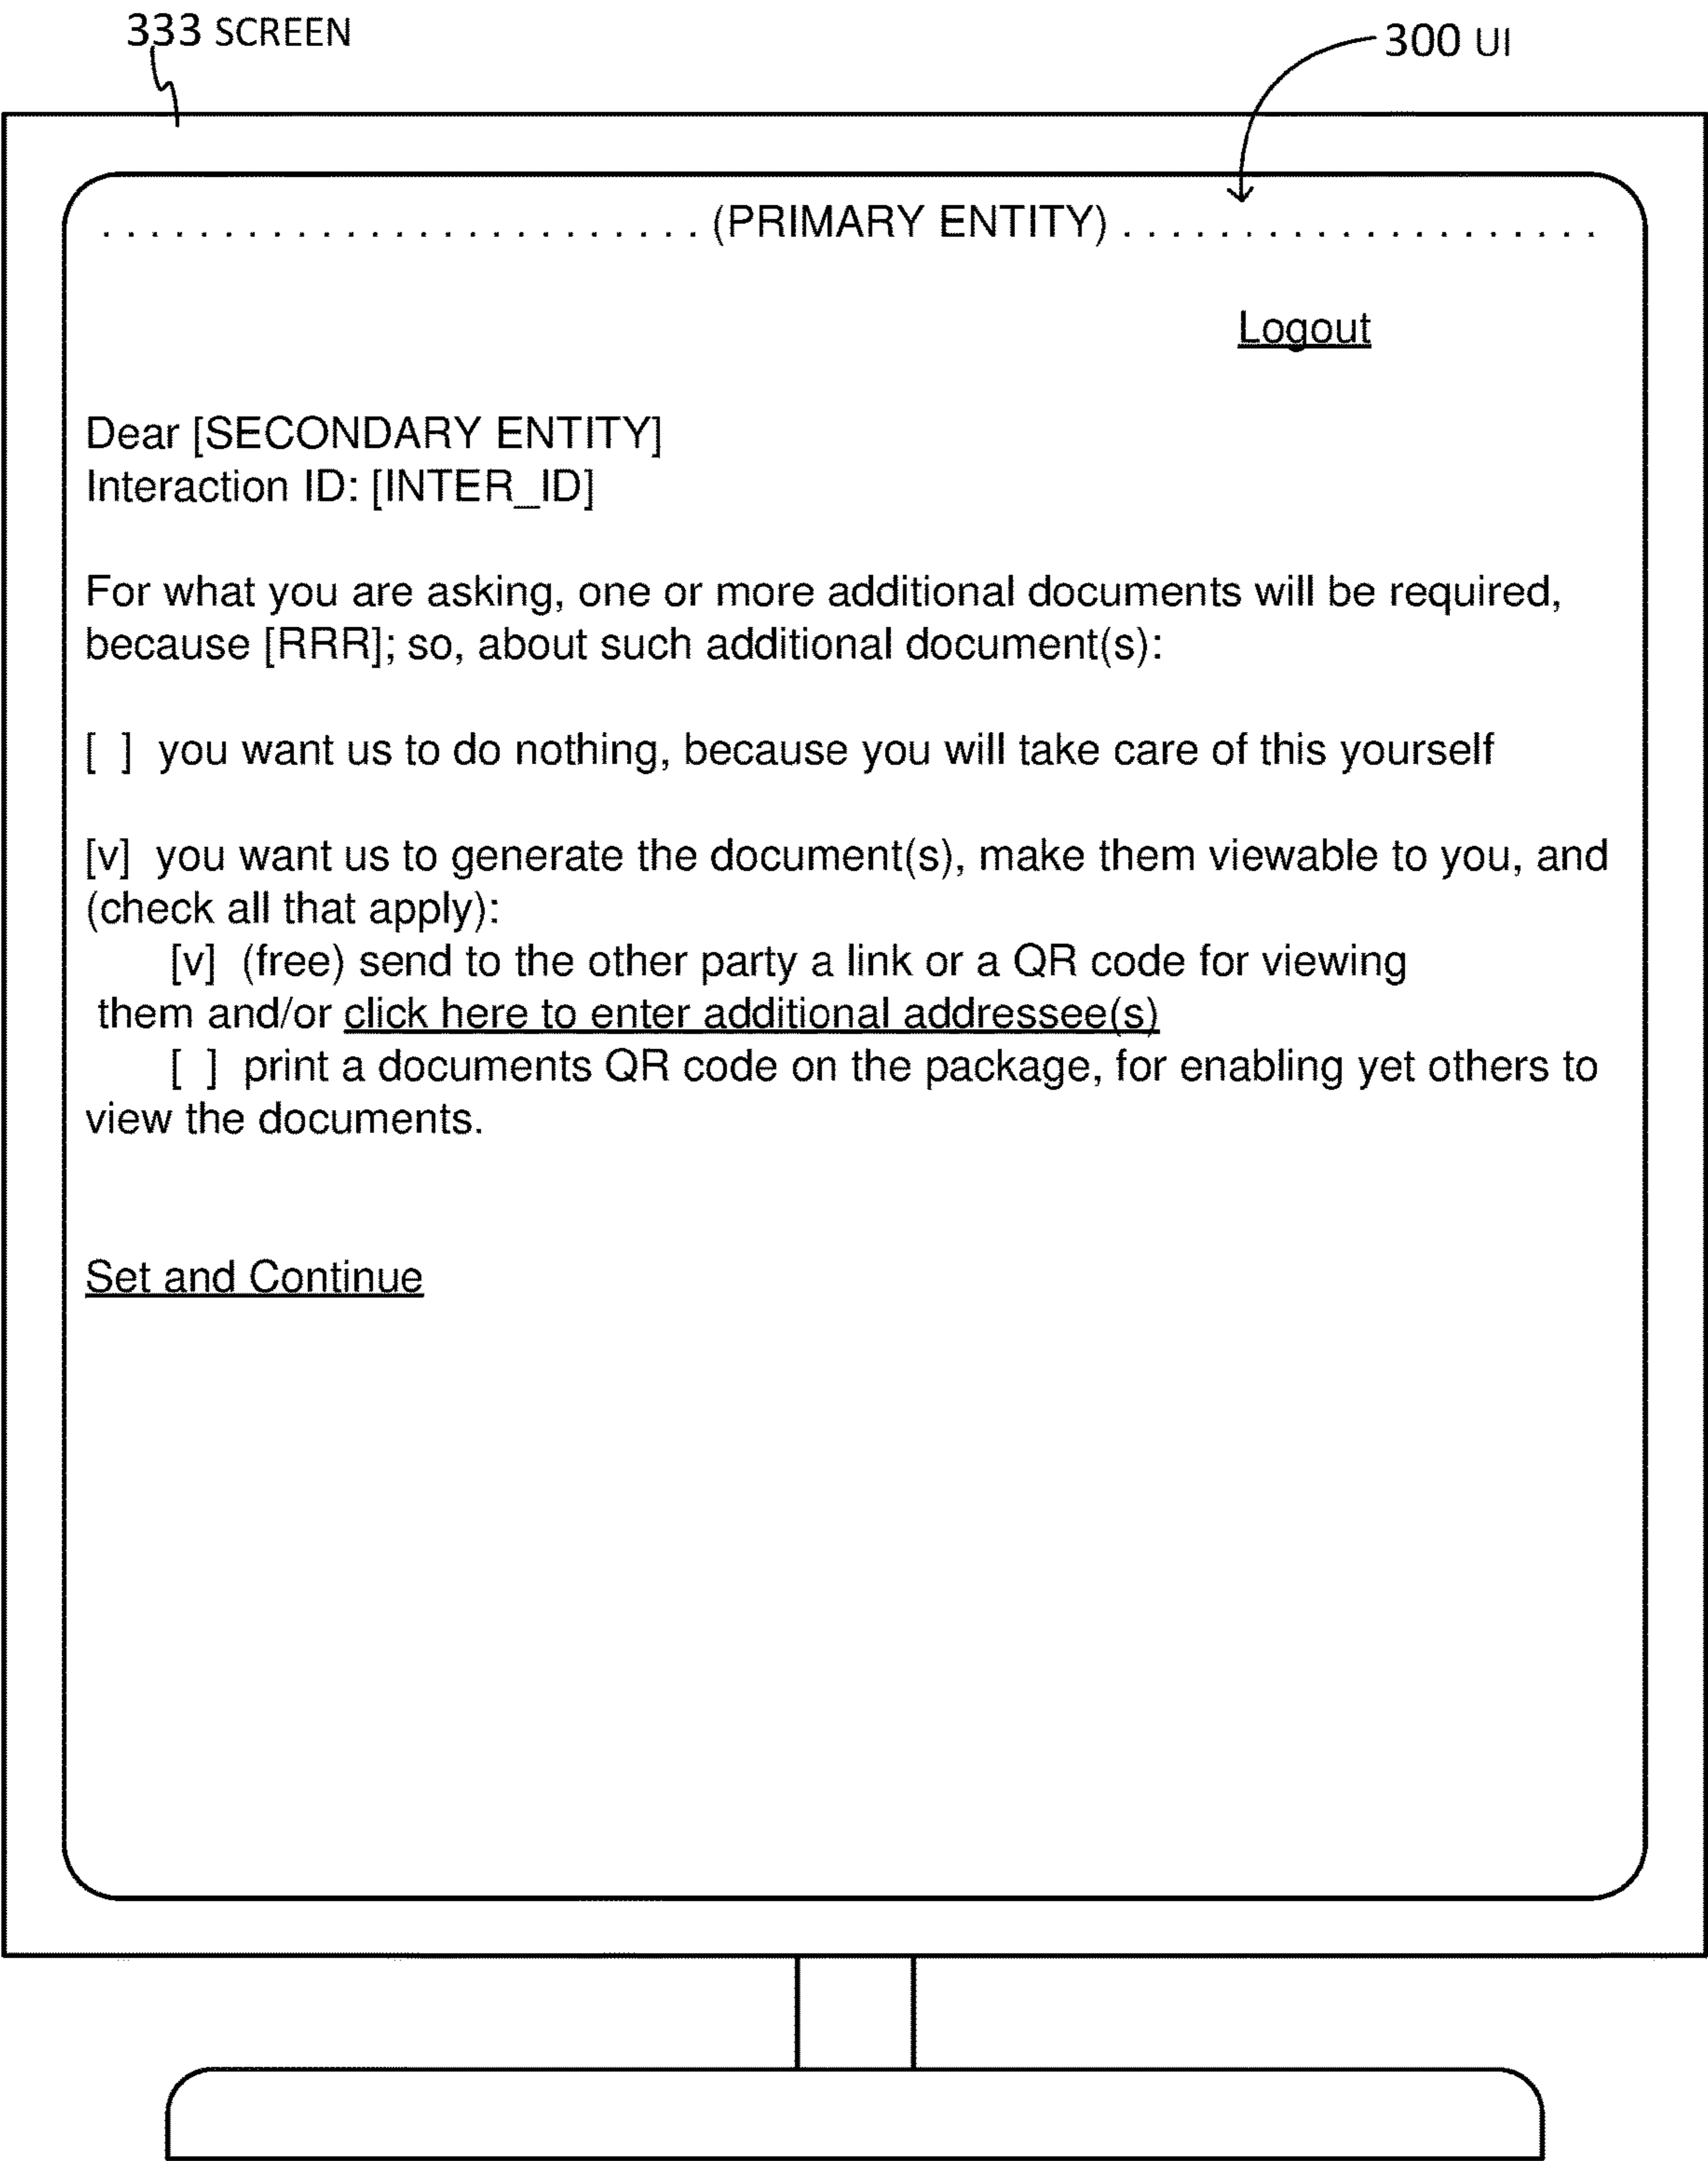 333 SCREEN
300 UI
. . . . . . . . . . . . . . . . . . . . . . . . . (PRIMARY ENTITY) . . . . . . . . . . . . . . . . . . . .
Logout
Dear [SECONDARY ENTITY]
Interaction ID: [INTER_ID]
For what you are asking, one or more additional documents will be required,
because [RRR]; so, about such additional document(s):
[ ] you want us to do nothing, because you will take care of this yourself
[v] you want us to generate the document(s), make them viewable to you, and
(check all that apply):
[v] (free) send to the other party a link or a QR code for viewing
them and/or click here to enter additional addressee(s)
[ ] print a documents QR code on the package, for enabling yet others to
view the documents.
Set and Continue